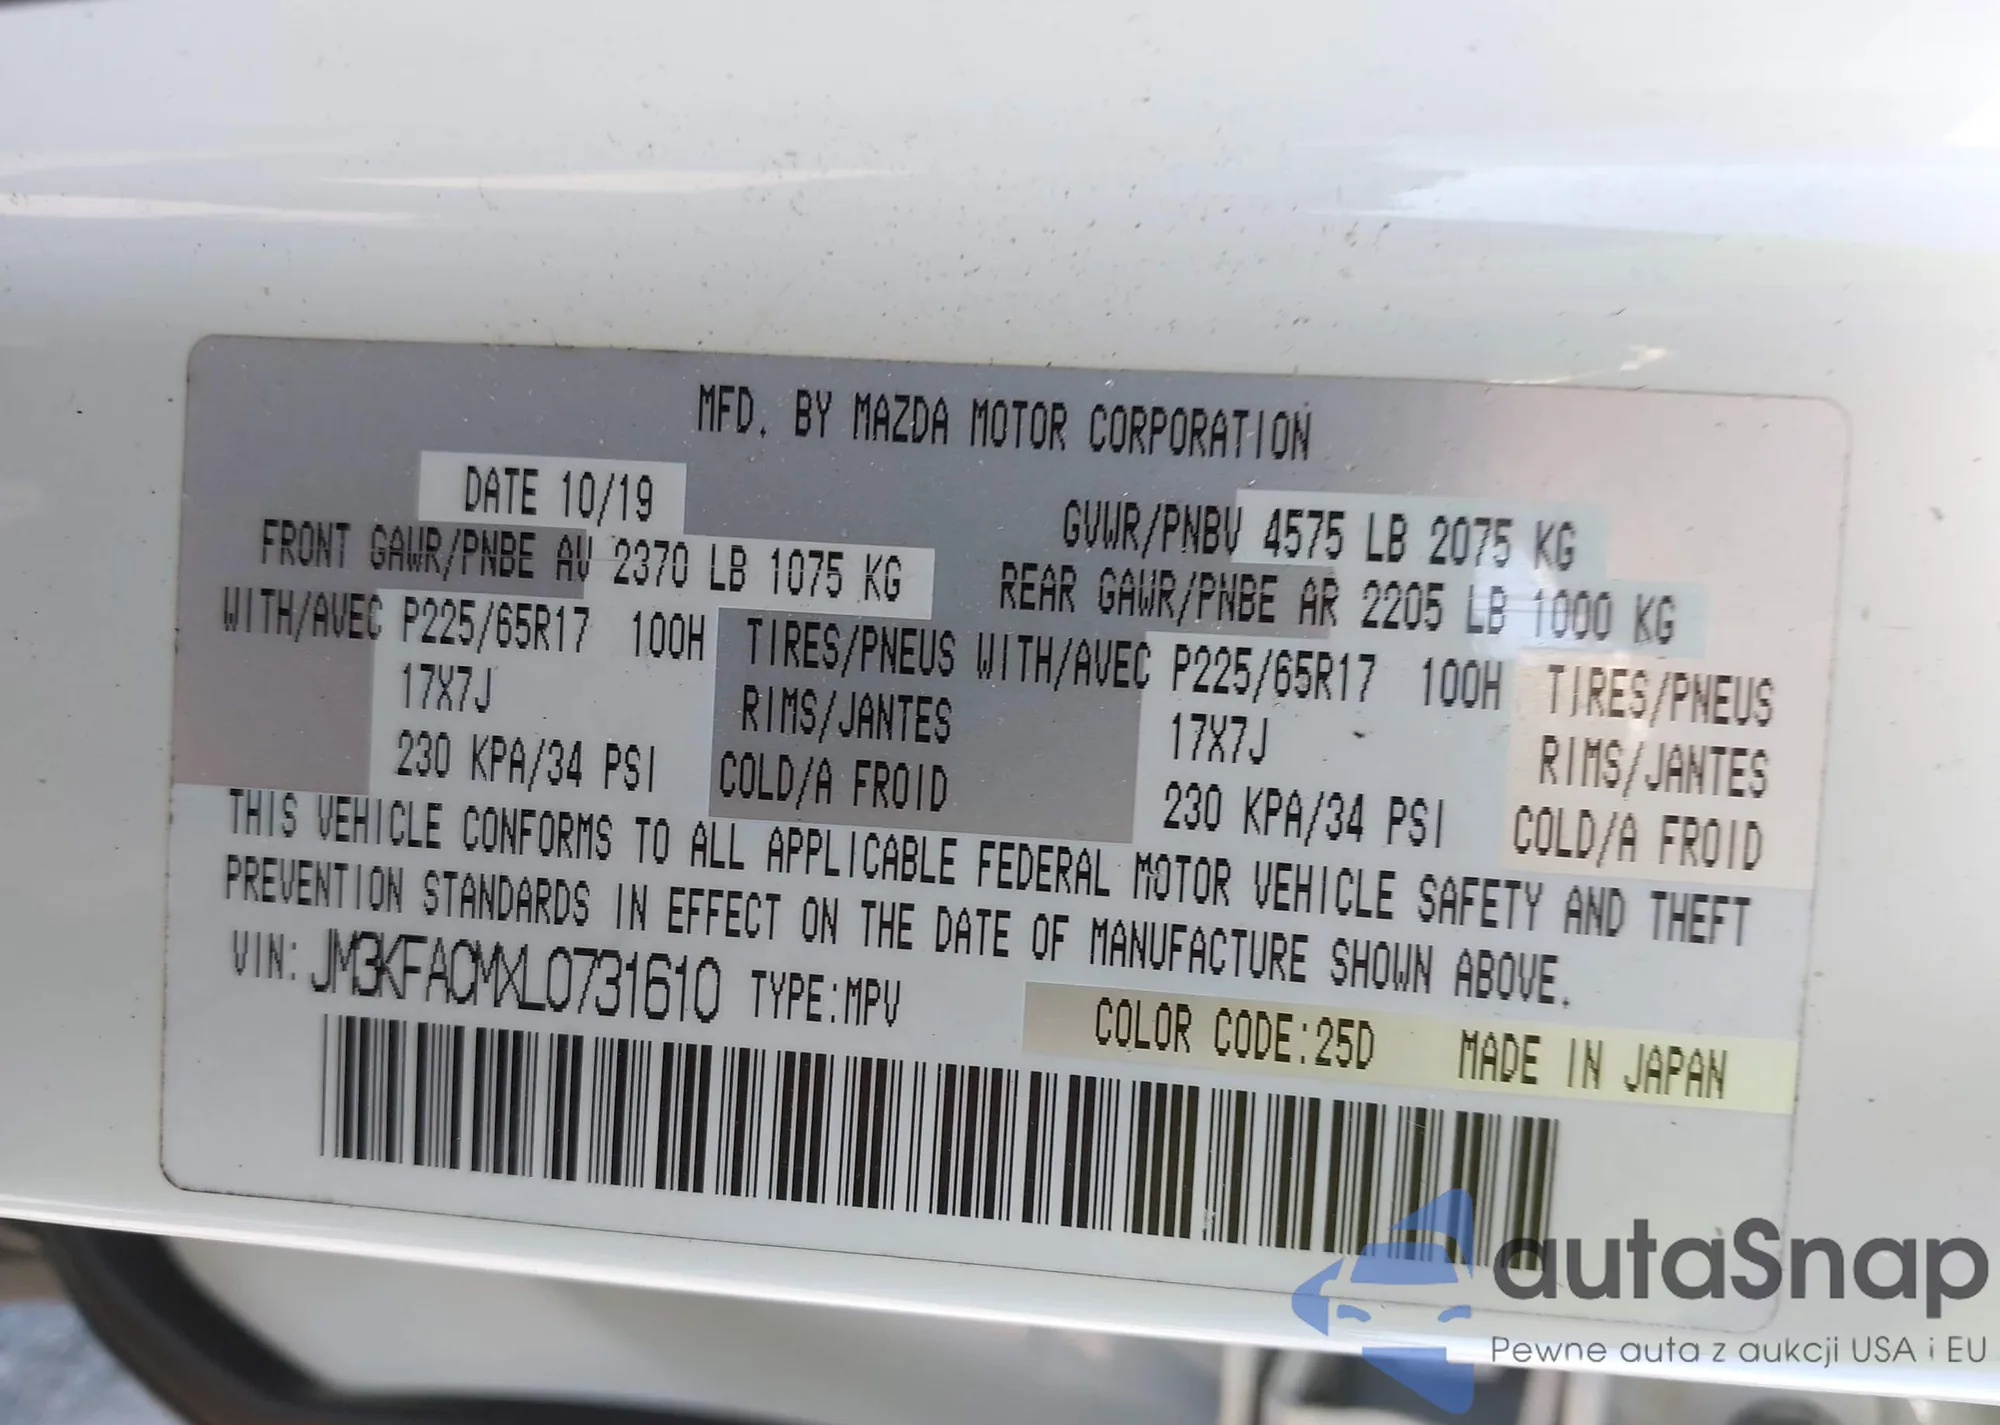 MFD. BY MAZDA MOTOR CORPORATION
DATE 10/19
GVWR/PNBV 4575 LB 2075 KG
FRONT GAWR/PNBE AV 2370 LB 1075 KG
REAR GAWR/PNBE AR 2205 LB 1000 KG
WITH/AVEC P225/65R17 100H TIRES/PNEUS WITH/AVEC P225/65R17 100H TIRES/PNEUS
17X7J RIMS/JANTES 17X7J RIMS/JANTES
230 KPA/34 PSI COLD/A FROID 230 KPA/34 PSI COLD/A FROID
THIS VEHICLE CONFORMS TO ALL APPLICABLE FEDERAL MOTOR VEHICLE SAFETY AND THEFT
PREVENTION STANDARDS IN EFFECT ON THE DATE OF MANUFACTURE SHOWN ABOVE.
VIN: JM3KFACMXL0731610 TYPE:MPV
COLOR CODE:25D MADE IN JAPAN
autaSnap
Pewne auta z aukcji USA i EU